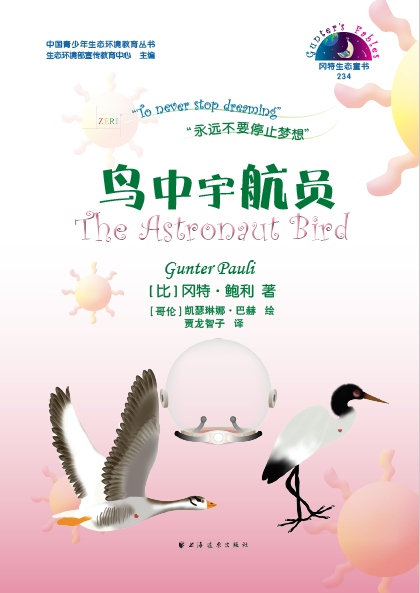 中国青少年生态环境教育丛书
生态环境部宣传教育中心 主编
Gunter's Fables
冈特生态童书
234
ZERI
“To never stop dreaming”
“永远不要停止梦想”
鸟中宇航员
The Astronaut Bird
Gunter Pauli
[比] 冈特·鲍利 著
[哥伦] 凯瑟琳娜·巴赫 绘
贾龙智子 译
上海远东出版社